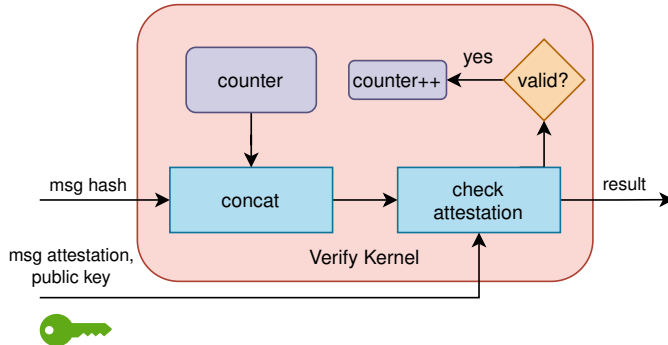 counter
counter++
yes
valid?
msg hash
concat
check
attestation
result
msg attestation,
public key
Verify Kernel